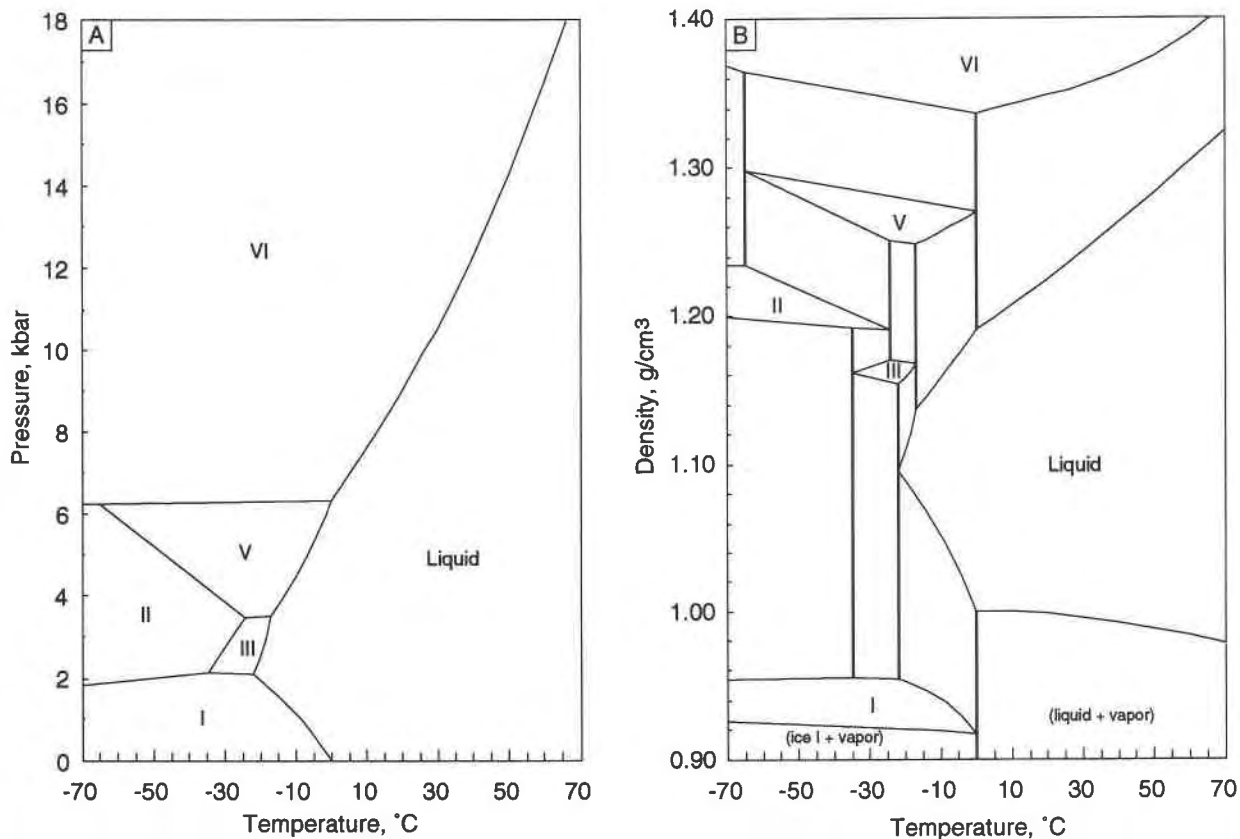 A
Pressure, kbar
18
16
14
12
10
8
6
4
2
0
VI
V
II
III
I
Liquid
-70 -50 -30 -10 10 30 50 70
Temperature, °C
B
Density, g/cm3
1.40
1.30
1.20
1.10
1.00
0.90
VI
V
II
III
Liquid
I
(liquid + vapor)
(ice I + vapor)
-70 -50 -30 -10 10 30 50 70
Temperature, °C